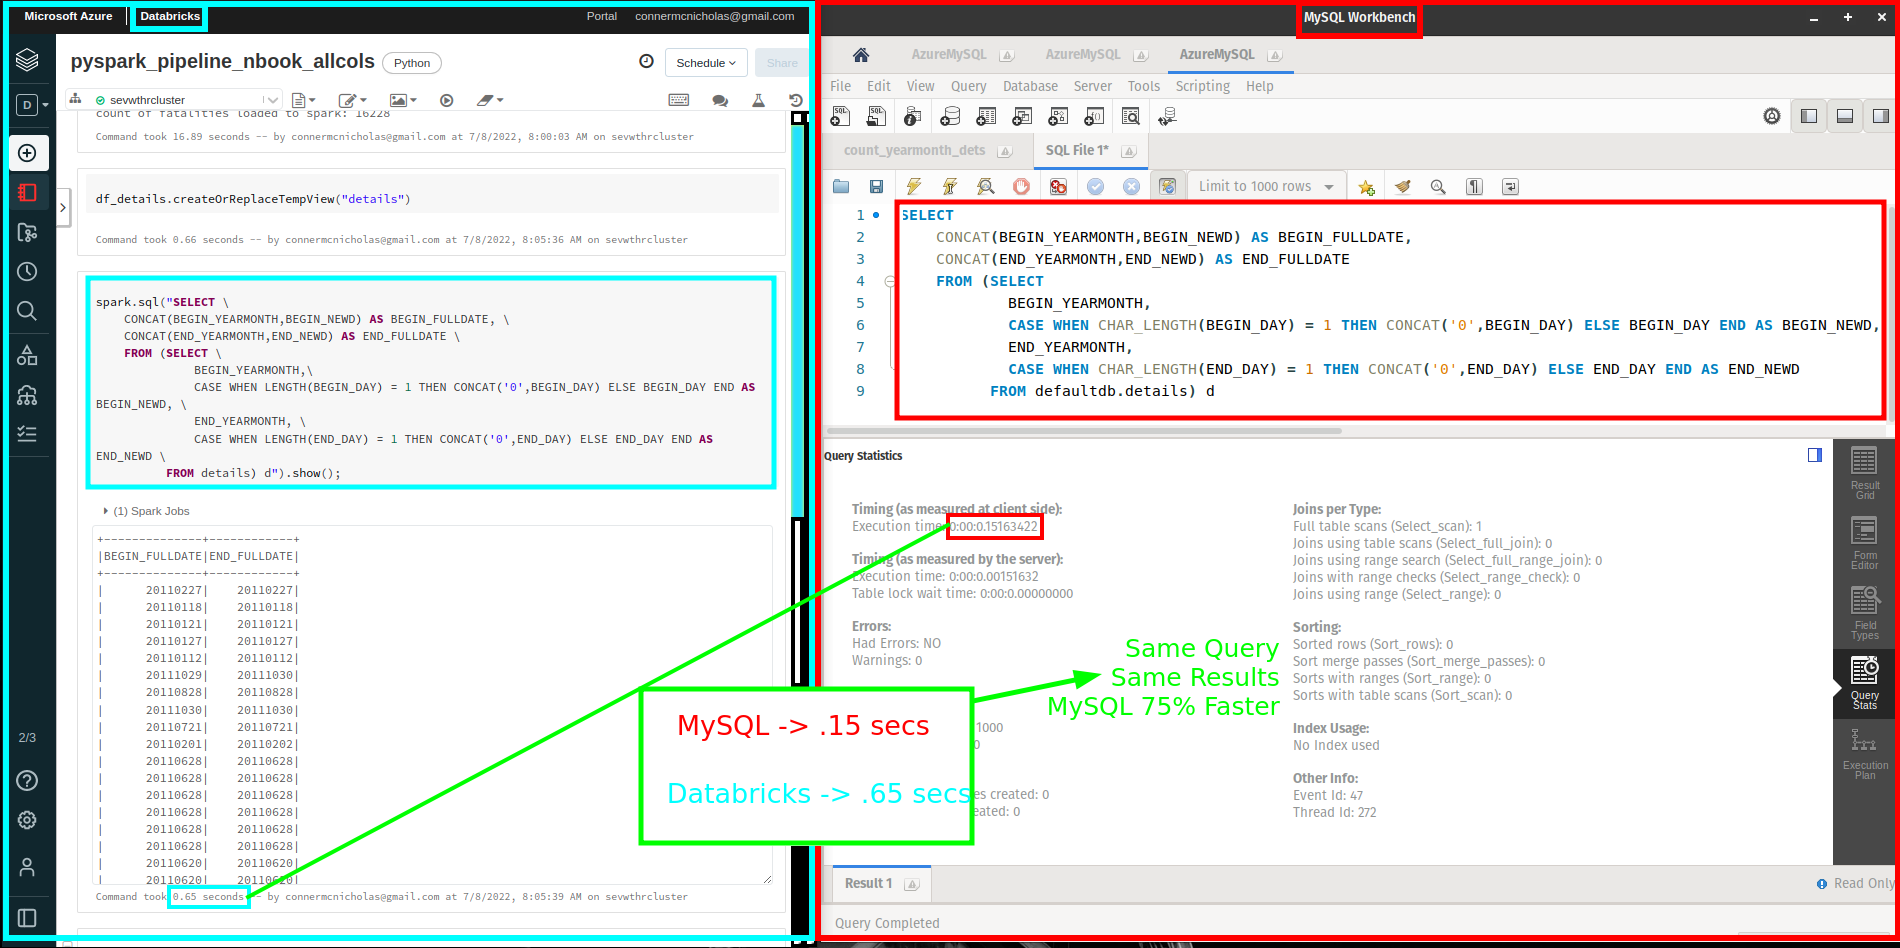 Microsoft Azure
Databricks
Portal
connermcnicholas@gmail.com
pyspark_pipeline_nbook_allcols
Python
Schedule
Share
D
sevwthrcluster
count of fatalities loaded to spark: 16228
Command took 16.89 seconds -- by connermcnicholas@gmail.com at 7/8/2022, 8:00:03 AM on sevwthrcluster
df_details.createOrReplaceTempView("details")
Command took 0.66 seconds -- by connermcnicholas@gmail.com at 7/8/2022, 8:05:36 AM on sevwthrcluster
spark.sql("SELECT \
CONCAT(BEGIN_YEARMONTH,BEGIN_NEWD) AS BEGIN_FULLDATE, \
CONCAT(END_YEARMONTH,END_NEWD) AS END_FULLDATE \
FROM (SELECT \
BEGIN_YEARMONTH,\
CASE WHEN LENGTH(BEGIN_DAY) = 1 THEN CONCAT('0',BEGIN_DAY) ELSE BEGIN_DAY END AS
BEGIN_NEWD, \
END_YEARMONTH, \
CASE WHEN LENGTH(END_DAY) = 1 THEN CONCAT('0',END_DAY) ELSE END_DAY END AS
END_NEWD \
FROM details) d").show();
(1) Spark Jobs
+--------------+------------+
|BEGIN_FULLDATE|END_FULLDATE|
+--------------+------------+
|      20110227|    20110227|
|      20110118|    20110118|
|      20110121|    20110121|
|      20110127|    20110127|
|      20110112|    20110112|
|      20111029|    20111030|
|      20110828|    20110828|
|      20111030|    20111030|
|      20110721|    20110721|
|      20110201|    20110202|
|      20110628|    20110628|
|      20110628|    20110628|
|      20110628|    20110628|
|      20110628|    20110628|
|      20110628|    20110628|
|      20110628|    20110628|
|      20110620|    20110620|
|      20110620|    20110620|
Command took 0.65 seconds -- by connermcnicholas@gmail.com at 7/8/2022, 8:05:39 AM on sevwthrcluster
2/3
MySQL Workbench
AzureMySQL
AzureMySQL
AzureMySQL
File Edit View Query Database Server Tools Scripting Help
count_yearmonth_dets
SQL File 1*
Limit to 1000 rows
1 SELECT
2 CONCAT(BEGIN_YEARMONTH,BEGIN_NEWD) AS BEGIN_FULLDATE,
3 CONCAT(END_YEARMONTH,END_NEWD) AS END_FULLDATE
4 FROM (SELECT
5 BEGIN_YEARMONTH,
6 CASE WHEN CHAR_LENGTH(BEGIN_DAY) = 1 THEN CONCAT('0',BEGIN_DAY) ELSE BEGIN_DAY END AS BEGIN_NEWD,
7 END_YEARMONTH,
8 CASE WHEN CHAR_LENGTH(END_DAY) = 1 THEN CONCAT('0',END_DAY) ELSE END_DAY END AS END_NEWD
9 FROM defaultdb.details) d
Query Statistics
Timing (as measured at client side):
Execution time: 0:00:0.15163422
Timing (as measured by the server):
Execution time: 0:00:0.00151632
Table lock wait time: 0:00:0.00000000
Errors:
Had Errors: NO
Warnings: 0
1000
0
es created: 0
eated: 0
Joins per Type:
Full table scans (Select_scan): 1
Joins using table scans (Select_full_join): 0
Joins using range search (Select_full_range_join): 0
Joins with range checks (Select_range_check): 0
Joins using range (Select_range): 0
Sorting:
Sorted rows (Sort_rows): 0
Sort merge passes (Sort_merge_passes): 0
Sorts with ranges (Sort_range): 0
Sorts with table scans (Sort_scan): 0
Index Usage:
No Index used
Other Info:
Event Id: 47
Thread Id: 272
Same Query
Same Results
MySQL 75% Faster
MySQL -> .15 secs
Databricks -> .65 secs
Result
Grid
Form
Editor
Field
Types
Query
Stats
Execution
Plan
Result 1
Read Only
Query Completed